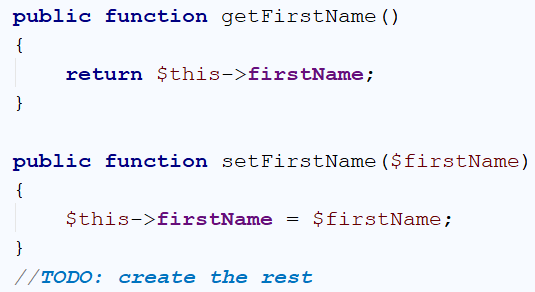 public function getFirstName()
{
    return $this->firstName;
}

public function setFirstName($firstName)
{
    $this->firstName = $firstName;
}
//TODO: create the rest